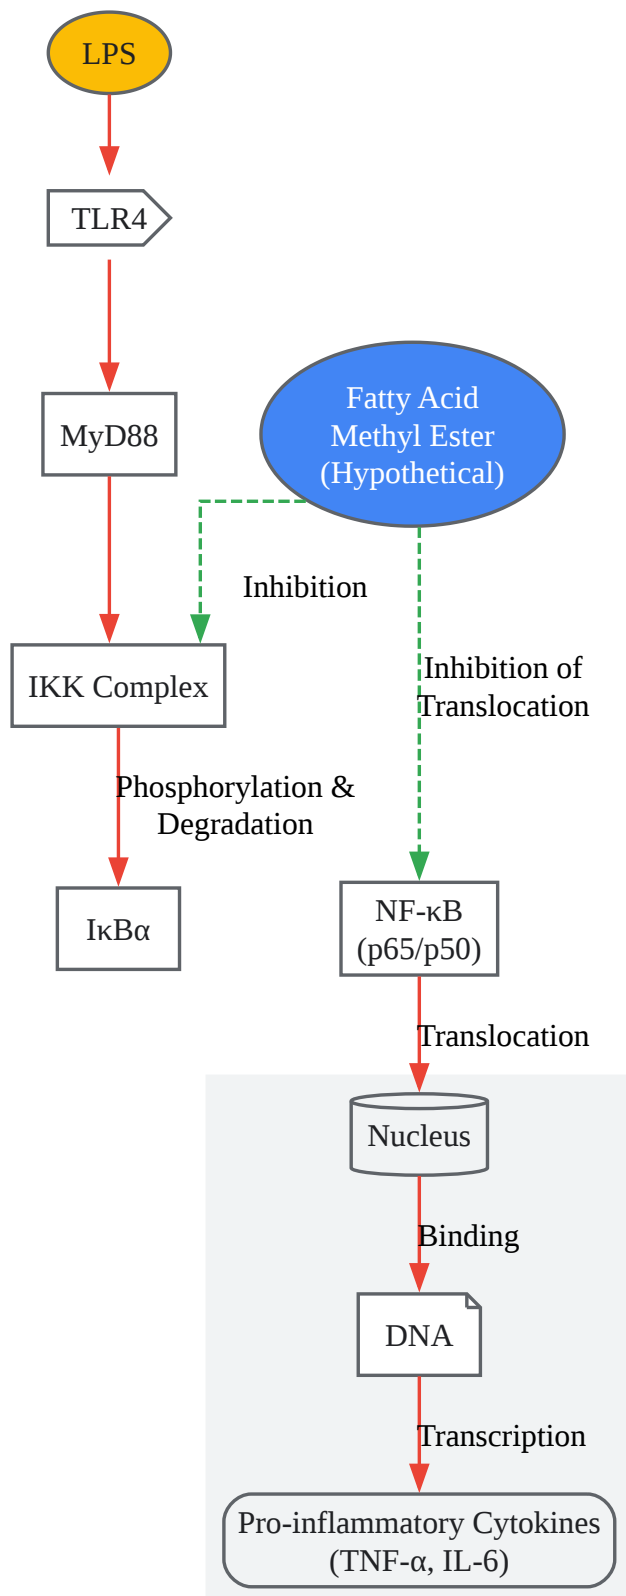 LPS
TLR4
MyD88
Fatty Acid
Methyl Ester
(Hypothetical)
Inhibition
IKK Complex
Inhibition of
Translocation
Phosphorylation &
Degradation
IκBα
NF-κB
(p65/p50)
Translocation
Nucleus
Binding
DNA
Transcription
Pro-inflammatory Cytokines
(TNF-α, IL-6)